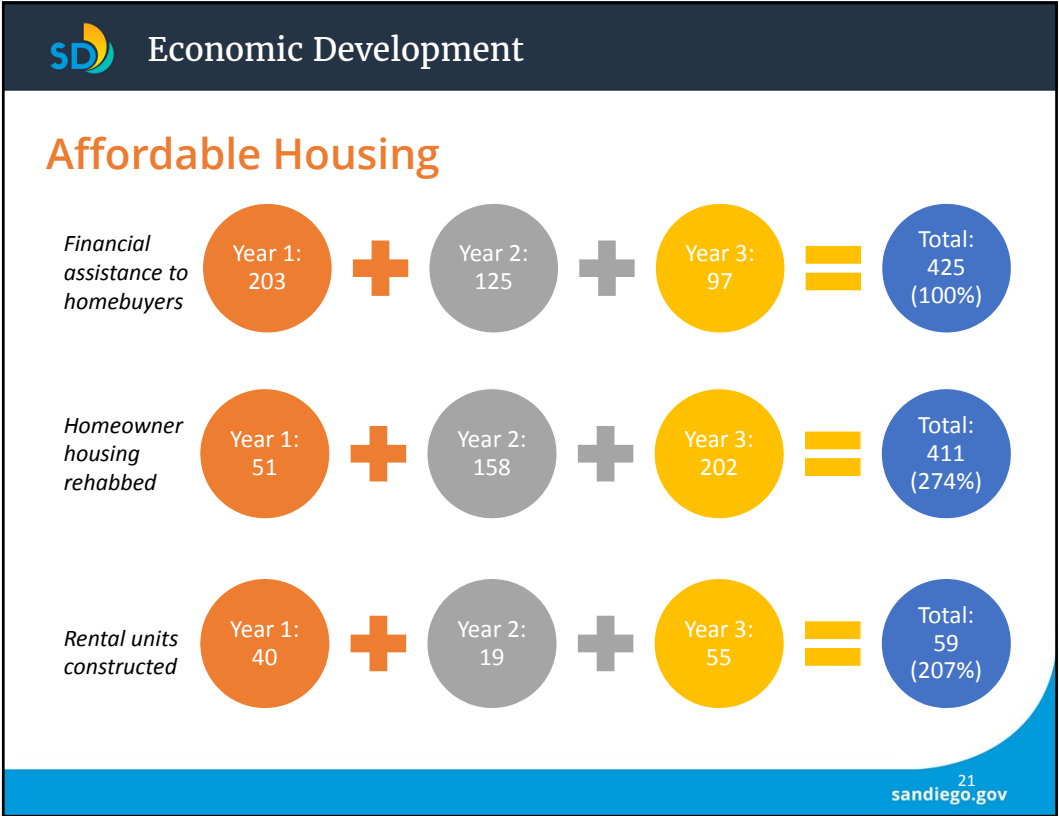 SD
Economic Development
Affordable Housing
Financial
assistance to
homebuyers
Year 1:
203
Year 2:
125
Year 3:
97
Total:
425
(100%)
Homeowner
housing
rehabbed
Year 1:
51
Year 2:
158
Year 3:
202
Total:
411
(274%)
Rental units
constructed
Year 1:
40
Year 2:
19
Year 3:
55
Total:
59
(207%)
21
sandiego.gov